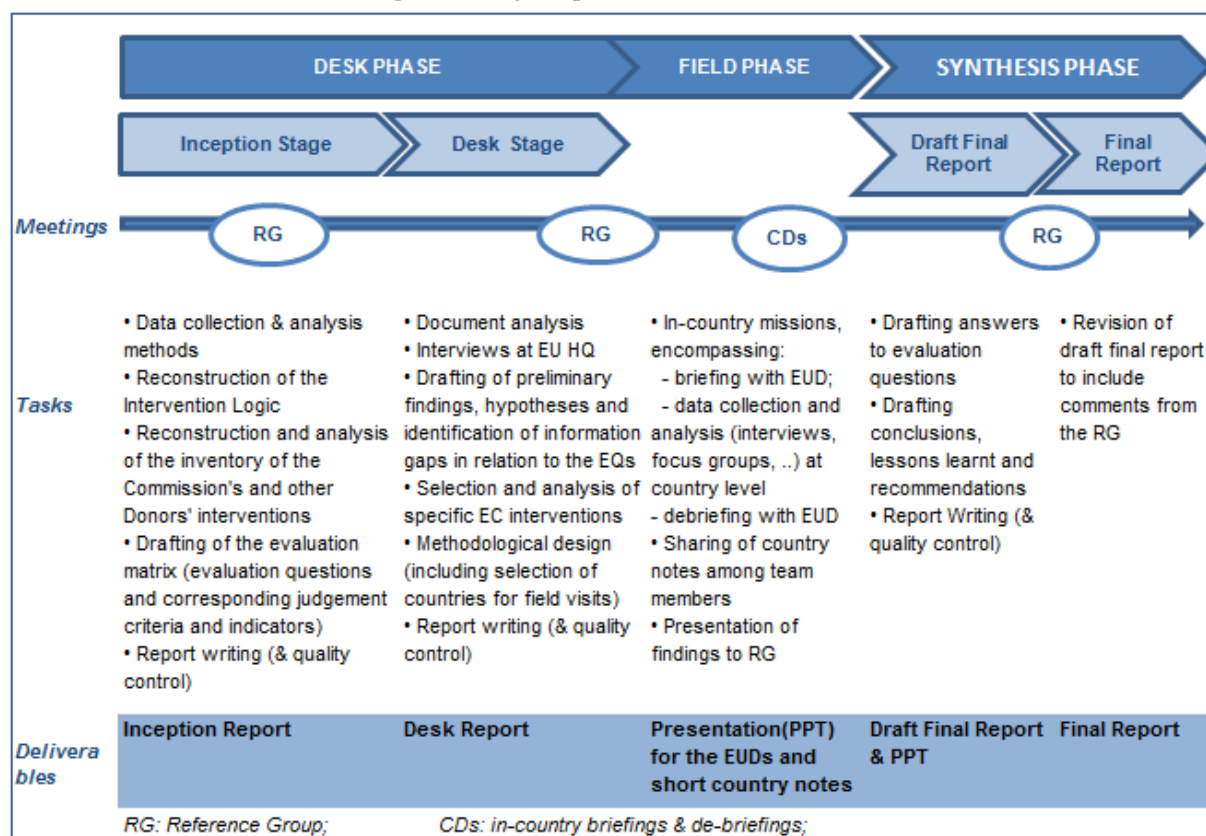 DESK PHASE
FIELD PHASE
SYNTHESIS PHASE
Inception Stage
Desk Stage
Draft Final
Report
Final
Report
Meetings
RG
RG
CDs
RG
Tasks
• Data collection & analysis
methods
• Reconstruction of the
Intervention Logic
• Reconstruction and analysis
of the inventory of the
Commission's and other
Donors' interventions
• Drafting of the evaluation
matrix (evaluation questions
and corresponding judgement
criteria and indicators)
• Report writing (& quality
control)
• Document analysis
• Interviews at EU HQ
• Drafting of preliminary
findings, hypotheses and
identification of information
gaps in relation to the EQs
• Selection and analysis of
specific EC interventions
• Methodological design
(including selection of
countries for field visits)
• Report writing (& quality
control)
• In-country missions,
encompassing:
- briefing with EUD;
- data collection and
analysis (interviews,
focus groups, ..) at
country level
- debriefing with EUD
• Sharing of country
notes among team
members
• Presentation of
findings to RG
• Drafting answers
to evaluation
questions
• Drafting
conclusions,
lessons learnt and
recommendations
• Report Writing (&
quality control)
• Revision of
draft final report
to include
comments from
the RG
Delivera
bles
Inception Report
Desk Report
Presentation(PPT)
for the EUDs and
short country notes
Draft Final Report
& PPT
Final Report
RG: Reference Group;
CDs: in-country briefings & de-briefings;